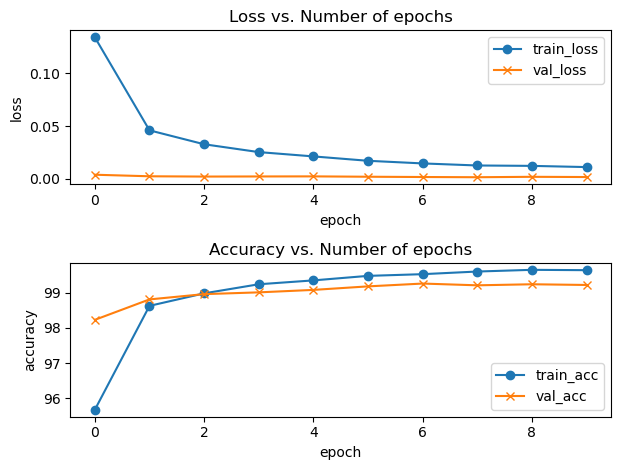 Loss vs. Number of epochs
0.10
0.05
0.00
loss
train_loss
val_loss
0 2 4 6 8
epoch
Accuracy vs. Number of epochs
99
98
97
96
accuracy
train_acc
val_acc
0 2 4 6 8
epoch